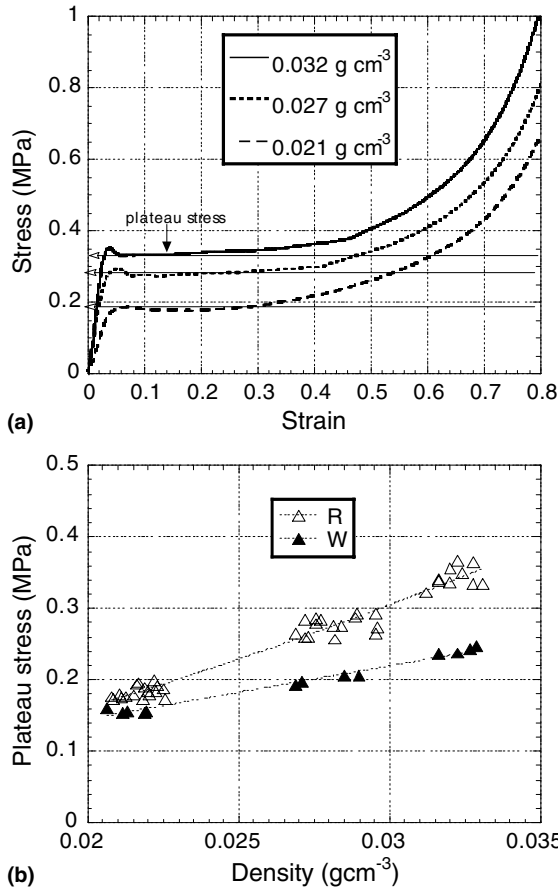 1
0.8
0.6
0.4
0.2
0
Stress (MPa)
0.032 g cm-3
0.027 g cm-3
0.021 g cm-3
plateau stress
0 0.1 0.2 0.3 0.4 0.5 0.6 0.7 0.8
(a)
Strain
0.5
0.4
0.3
0.2
0.1
0
Plateau stress (MPa)
R
W
0.02 0.025 0.03 0.035
(b)
Density (gcm-3)